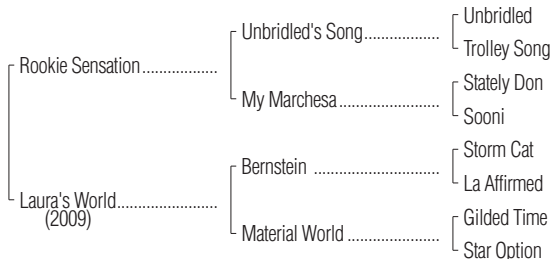 Unbridled
Unbridled's Song..................
Trolley Song
Rookie Sensation..................
Stately Don
My Marchesa........................
Sooni
Storm Cat
Bernstein ............................
La Affirmed
Laura's World........................
(2009)
Gilded Time
Material World ......................
Star Option